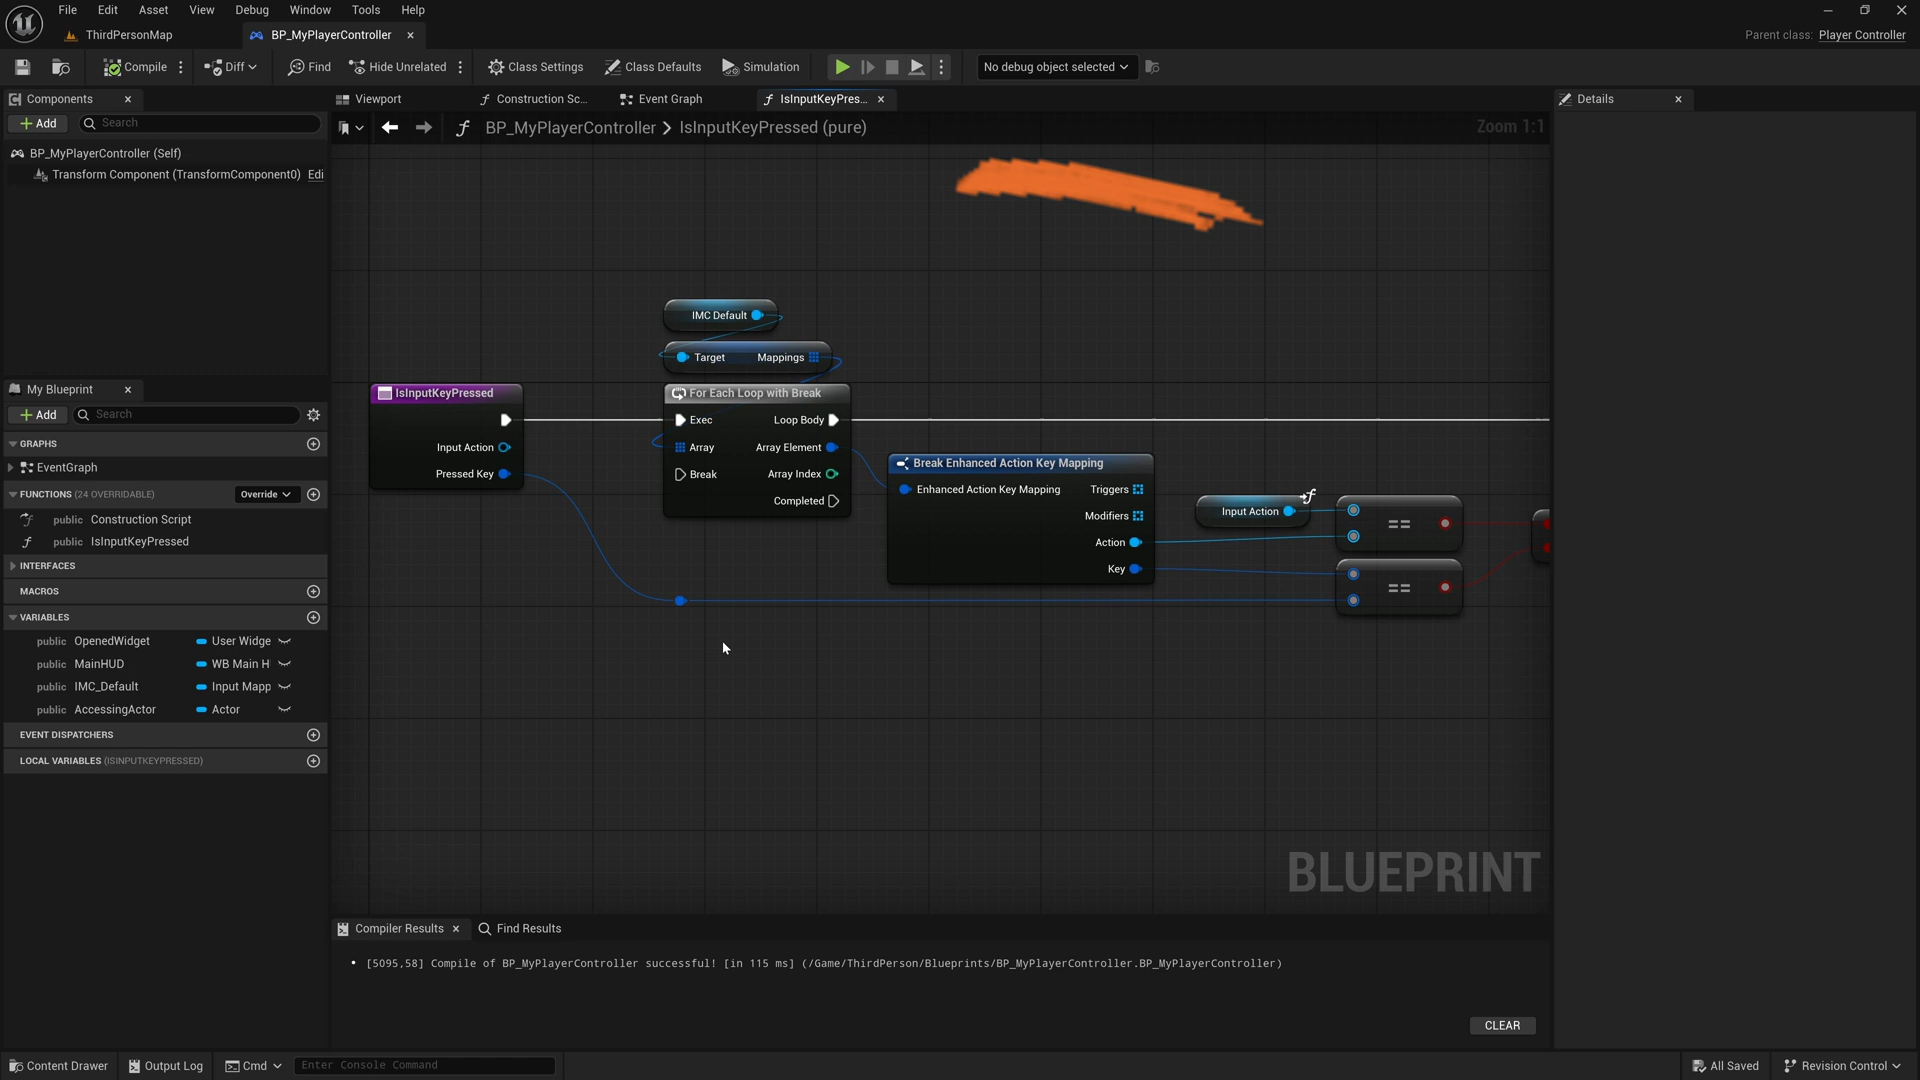 File Edit Asset View Debug Window Tools Help
ThirdPersonMap
BP_MyPlayerController
Parent class: Player Controller
Compile
Diff
Find
Hide Unrelated
Class Settings
Class Defaults
Simulation
No debug object selected
Components
Add
Search
BP_MyPlayerController (Self)
Transform Component (TransformComponent0) Edi
Viewport
Construction Sc...
Event Graph
IsInputKeyPres...
Details
BP_MyPlayerController > IsInputKeyPressed (pure)
Zoom 1:1
IMC Default
Target Mappings
IsInputKeyPressed
Input Action
Pressed Key
For Each Loop with Break
Exec Loop Body
Array Array Element
Break Array Index
Completed
Break Enhanced Action Key Mapping
Enhanced Action Key Mapping Triggers
Modifiers
Action
Key
Input Action
==
==
BLUEPRINT
My Blueprint
Add
Search
GRAPHS
EventGraph
FUNCTIONS (24 OVERRIDABLE)
Override
public Construction Script
public IsInputKeyPressed
INTERFACES
MACROS
VARIABLES
public OpenedWidget User Widge
public MainHUD WB Main H
public IMC_Default Input Mapp
public AccessingActor Actor
EVENT DISPATCHERS
LOCAL VARIABLES (ISINPUTKEYPRESSED)
Compiler Results
Find Results
[5095,58] Compile of BP_MyPlayerController successful! [in 115 ms] (/Game/ThirdPerson/Blueprints/BP_MyPlayerController.BP_MyPlayerController)
CLEAR
Content Drawer
Output Log
Cmd
Enter Console Command
All Saved
Revision Control